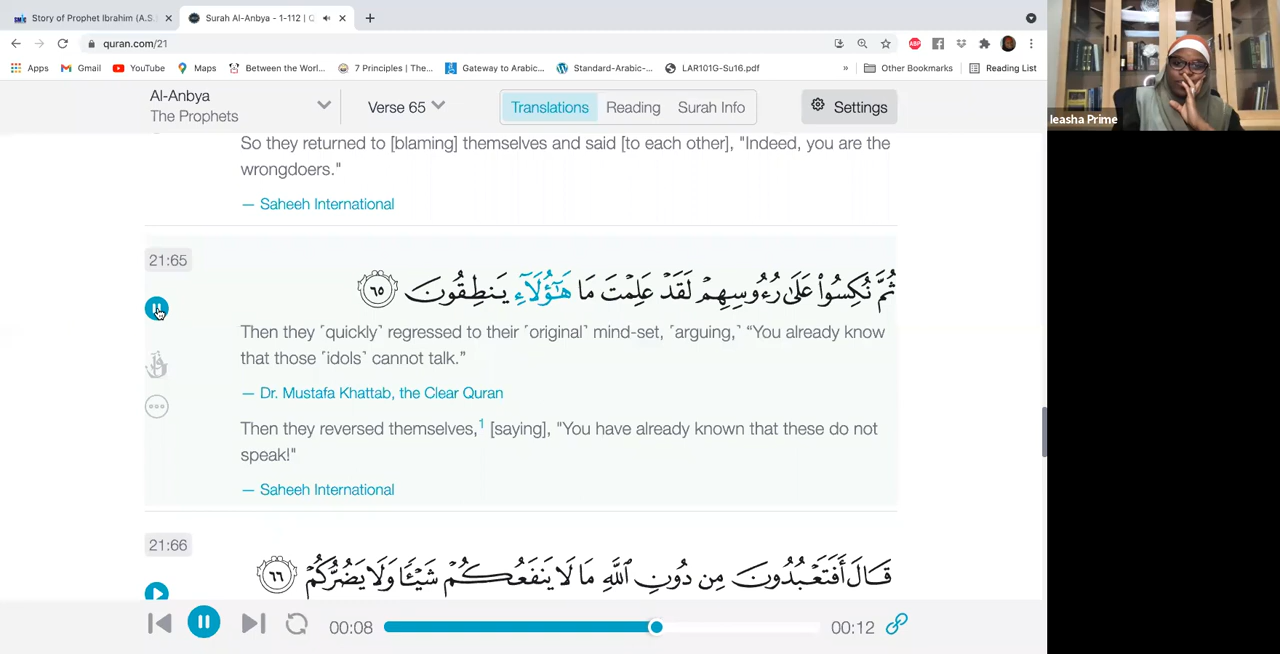 Story of Prophet Ibrahim (A.S.
Surah Al-Anbya - 1-112 | Q
quran.com/21
ABP
Apps
Gmail
YouTube
Maps
Between the Worl...
7 Principles | The...
Gateway to Arabic...
Standard-Arabic-...
LAR101G-Su16.pdf
»
Other Bookmarks
Reading List
Al-Anbya
The Prophets
Verse 65
Translations
Reading
Surah Info
Settings
So they returned to [blaming] themselves and said [to each other], "Indeed, you are the
wrongdoers."
— Saheeh International
21:65
ثُمَّ نُكِسُوا۟ عَلَىٰ رُءُوسِهِمْ لَقَدْ عَلِمْتَ مَا هَـٰٓؤُلَآءِ يَنطِقُونَ ٦٥
Then they ˹quickly˺ regressed to their ˹original˺ mind-set, ˹arguing,˺ “You already know
that those ˹idols˺ cannot talk.”
— Dr. Mustafa Khattab, the Clear Quran
Then they reversed themselves,1 [saying], "You have already known that these do not
speak!"
— Saheeh International
21:66
قَالَ أَفَتَعْبُدُونَ مِن دُونِ ٱللَّهِ مَا لَا يَنفَعُكُمْ شَيْـًٔا وَلَا يَضُرُّكُمْ ٦٦
00:08
00:12
Ieasha Prime